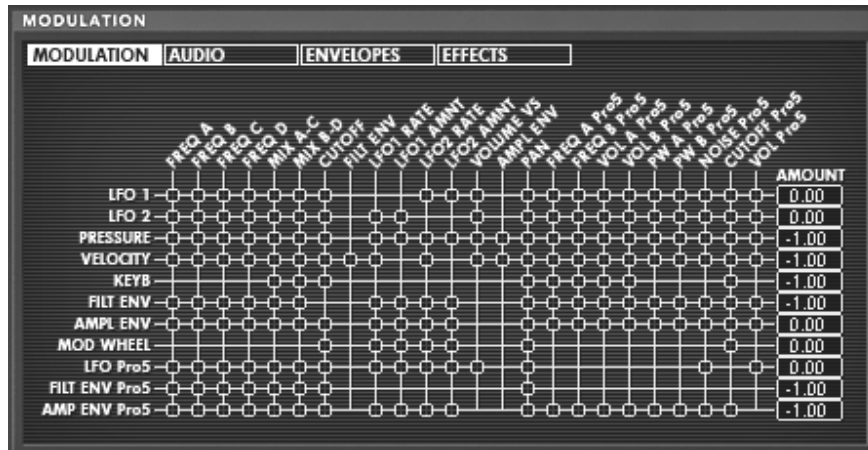 MODULATION
MODULATION AUDIO ENVELOPES EFFECTS
FREQ A FREQ B FREQ C FREQ D MIX A-C MIX B-D CUTOFF FILT ENV LFO1 RATE LFO1 AMNT LFO2 RATE LFO2 AMNT VOLUME VS AMPL ENV PAN FREQ A Pro5 FREQ B Pro5 VOL A Pro5 VOL B Pro5 PW A Pro5 PW B Pro5 NOISE Pro5 CUTOFF Pro5 VOL Pro5
AMOUNT
LFO 1 0.00
LFO 2 0.00
PRESSURE -1.00
VELOCITY -1.00
KEYB -1.00
FILT ENV -1.00
AMPL ENV 0.00
MOD WHEEL 0.00
LFO Pro5 0.00
FILT ENV Pro5 -1.00
AMP ENV Pro5 -1.00